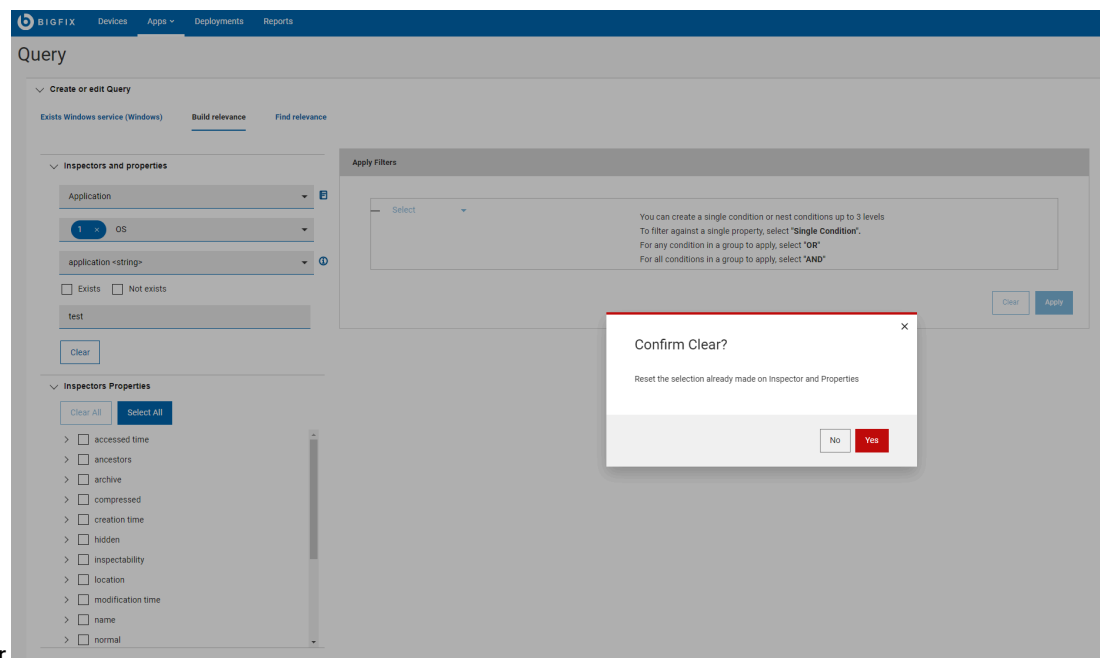 BIGFIX Devices Apps Deployments Reports
Query
Create or edit Query
Exists Windows service (Windows) Build relevance Find relevance
Inspectors and properties
Application
1 × OS
application <string>
Exists Not exists
test
Clear
Inspectors Properties
Clear All Select All
accessed time
ancestors
archive
compressed
creation time
hidden
inspectability
location
modification time
name
normal
Apply Filters
Select
You can create a single condition or nest conditions up to 3 levels
To filter against a single property, select "Single Condition".
For any condition in a group to apply, select "OR"
For all conditions in a group to apply, select "AND"
Clear Apply
Confirm Clear?
Reset the selection already made on Inspector and Properties
No Yes
r